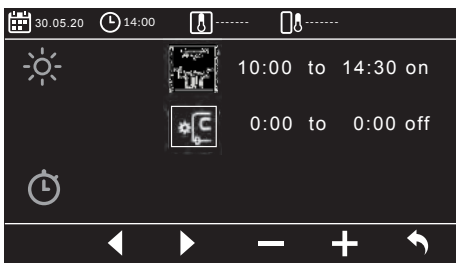 30.05.20 14:00 ------- ------
10:00 to 14:30 on
0:00 to 0:00 off